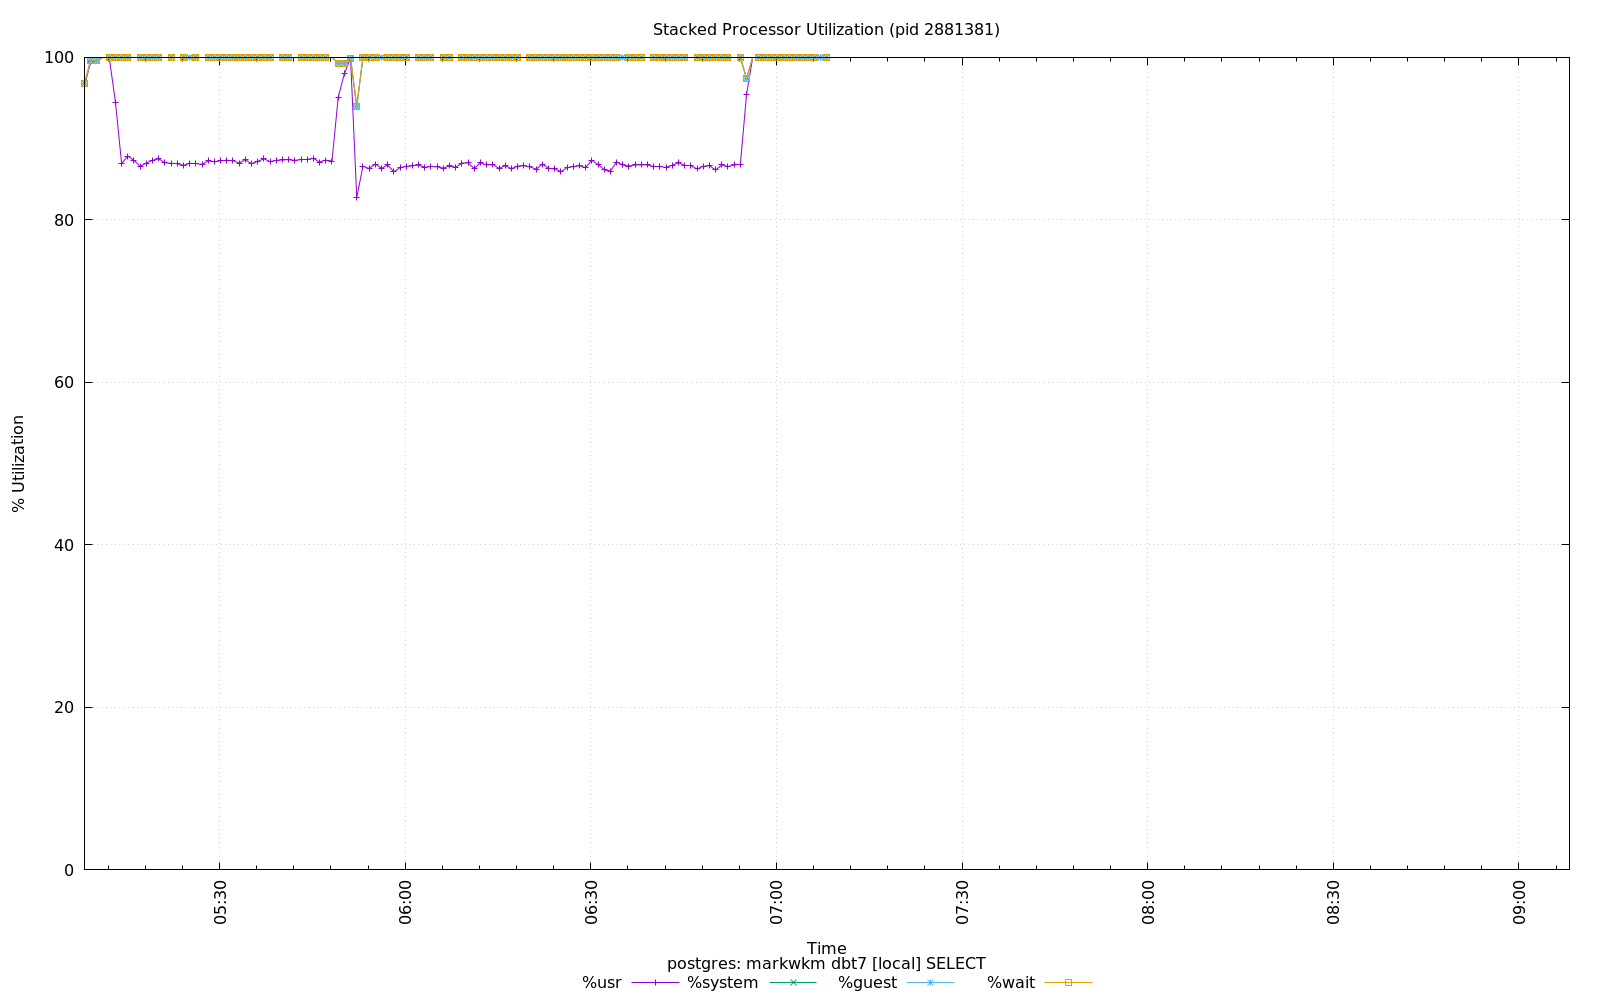 Stacked Processor Utilization (pid 2881381)
100
80
60
40
20
0
% Utilization
05:30
06:00
06:30
07:00
07:30
08:00
08:30
09:00
Time
postgres: markwkm dbt7 [local] SELECT
%usr %system %guest %wait